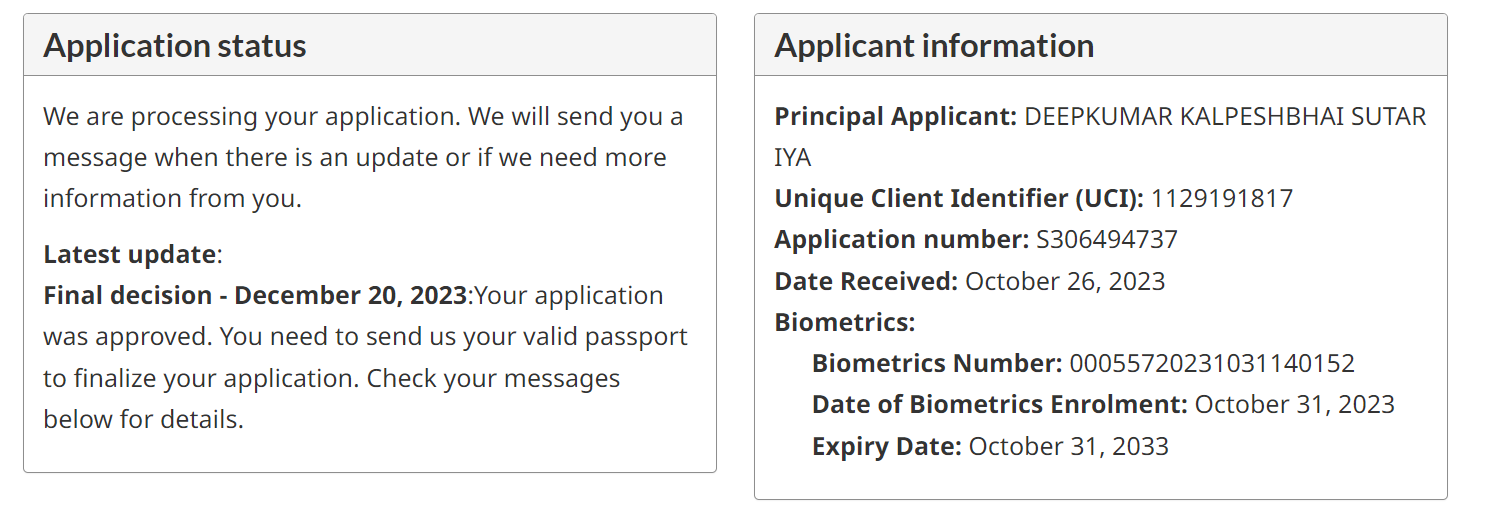 Application status
We are processing your application. We will send you a
message when there is an update or if we need more
information from you.
Latest update:
Final decision - December 20, 2023:Your application
was approved. You need to send us your valid passport
to finalize your application. Check your messages
below for details.
Applicant information
Principal Applicant: DEEPKUMAR KALPESHBHAI SUTAR
IYA
Unique Client Identifier (UCI): 1129191817
Application number: S306494737
Date Received: October 26, 2023
Biometrics:
Biometrics Number: 00055720231031140152
Date of Biometrics Enrolment: October 31, 2023
Expiry Date: October 31, 2033